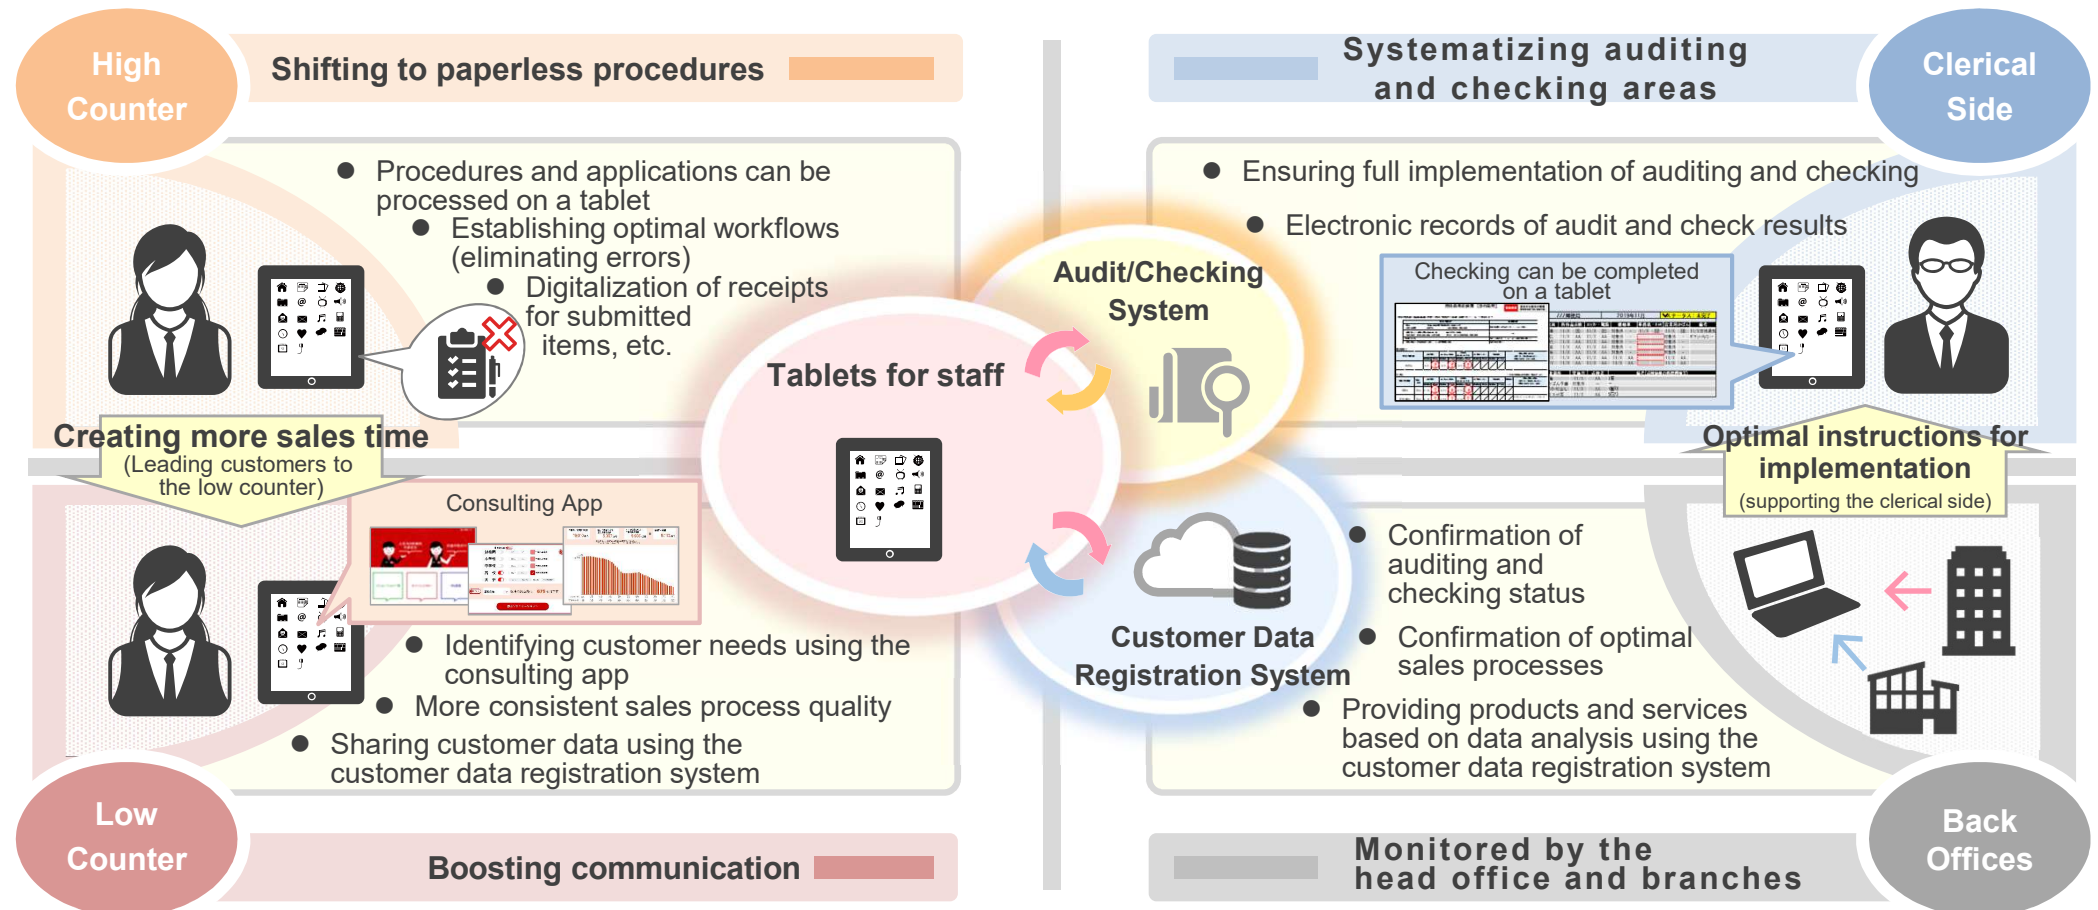 High
Counter
Shifting to paperless procedures
● Procedures and applications can be
processed on a tablet
● Establishing optimal workflows
(eliminating errors)
● Digitalization of receipts
for submitted
items, etc.
Creating more sales time
(Leading customers to
the low counter)
Systematizing auditing
and checking areas
Clerical
Side
● Ensuring full implementation of auditing and checking
● Electronic records of audit and check results
Checking can be completed
on a tablet
Audit/Checking
System
Tablets for staff
Customer Data
Registration System
Optimal instructions for
implementation
(supporting the clerical side)
Consulting App
● Identifying customer needs using the
consulting app
● More consistent sales process quality
● Sharing customer data using the
customer data registration system
Low
Counter
Boosting communication
● Confirmation of
auditing and
checking status
● Confirmation of optimal
sales processes
● Providing products and services
based on data analysis using the
customer data registration system
Monitored by the
head office and branches
Back
Offices